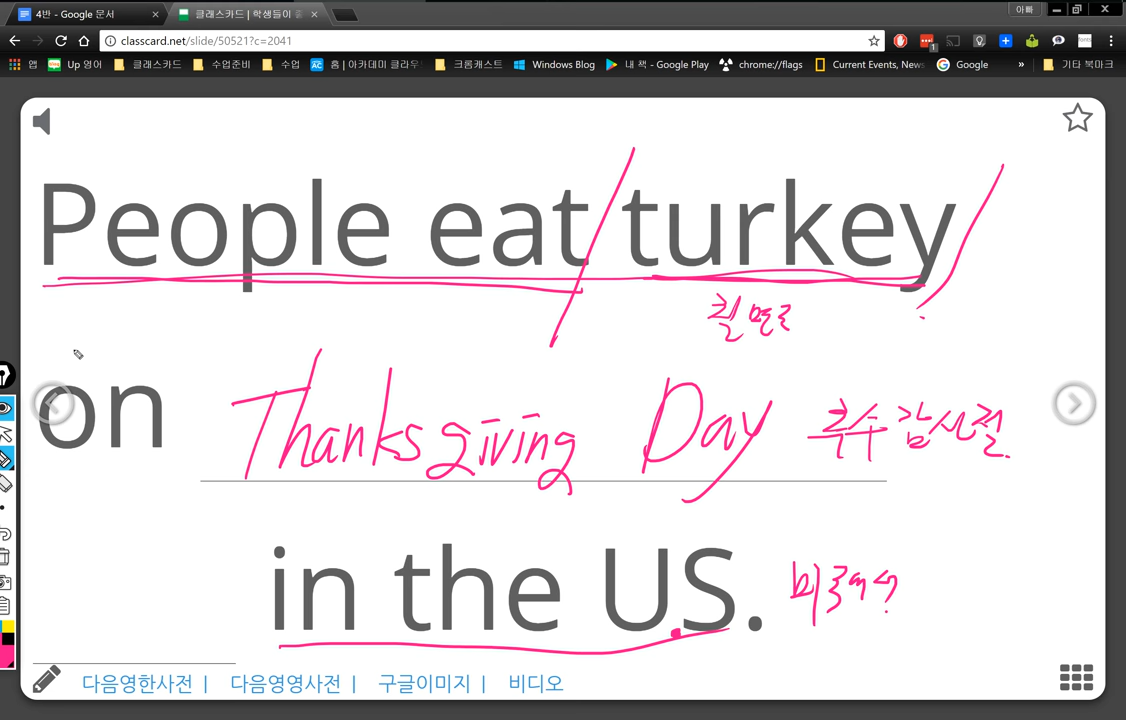 4반 - Google 문서
클래스카드 | 학생들이 좋
아빠
classcard.net/slide/50521?c=2041
1
앱 Up 영어 클래스카드 수업준비 수업 홈 | 아카데미 클라우 크롬캐스트 Windows Blog 내 책 - Google Play chrome://flags Current Events, News Google » 기타 북마크
People eat turkey
칠면조
on Thanksgiving Day 추수감사절.
in the US. 미국에서
다음영한사전 | 다음영영사전 | 구글이미지 | 비디오